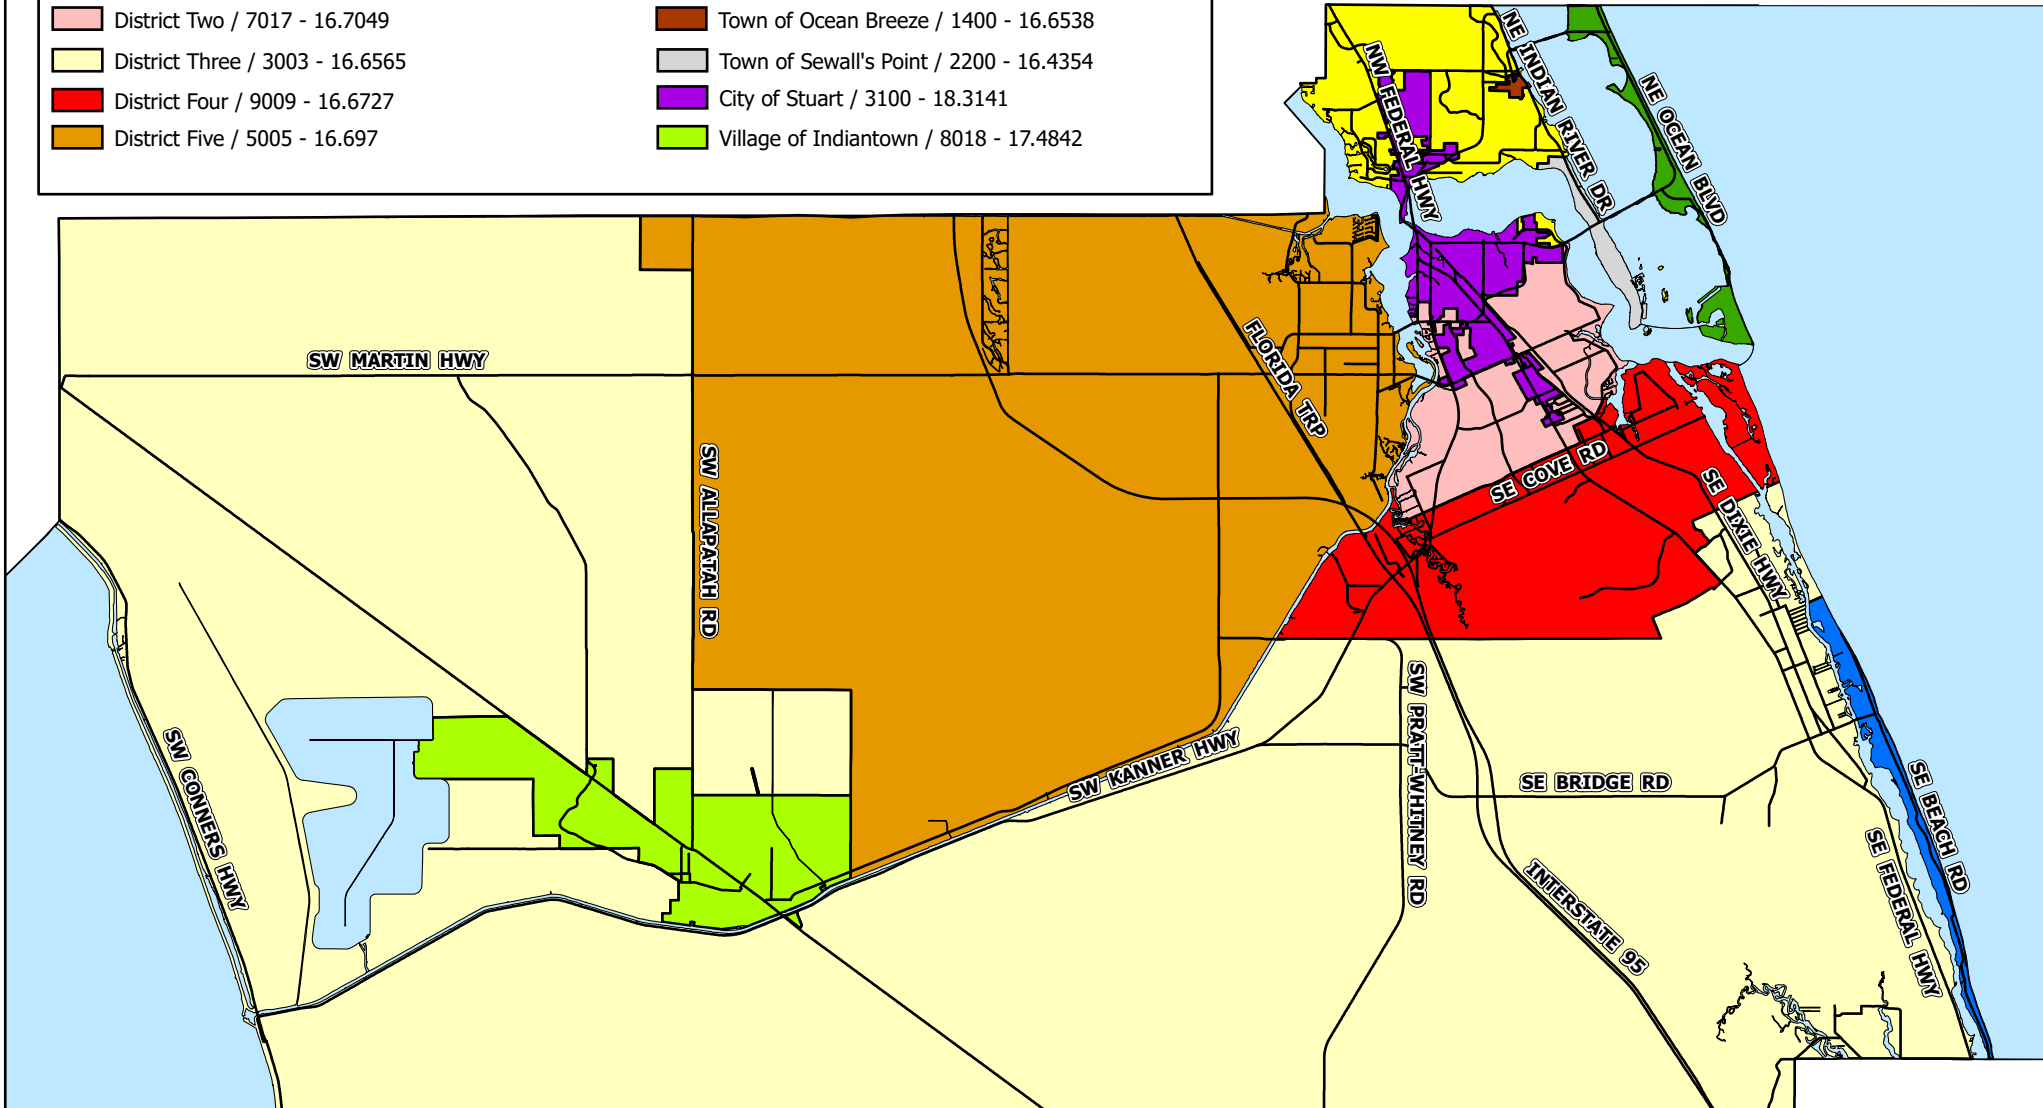 District Two / 7017 - 16.7049
District Three / 3003 - 16.6565
District Four / 9009 - 16.6727
District Five / 5005 - 16.697
Town of Ocean Breeze / 1400 - 16.6538
Town of Sewall's Point / 2200 - 16.4354
City of Stuart / 3100 - 18.3141
Village of Indiantown / 8018 - 17.4842
NW FEDERAL HWY
NE INDIAN RIVER DR
NE OCEAN BLVD
SW MARTIN HWY
FLORIDA TRP
SW ALLAPATAH RD
SE COVE RD
SE DIXIE HWY
SW CONNERS HWY
SW KANNER HWY
SW PRATT-WHITNEY RD
SE BRIDGE RD
SE BEACH RD
SE FEDERAL HWY
INTERSTATE 95